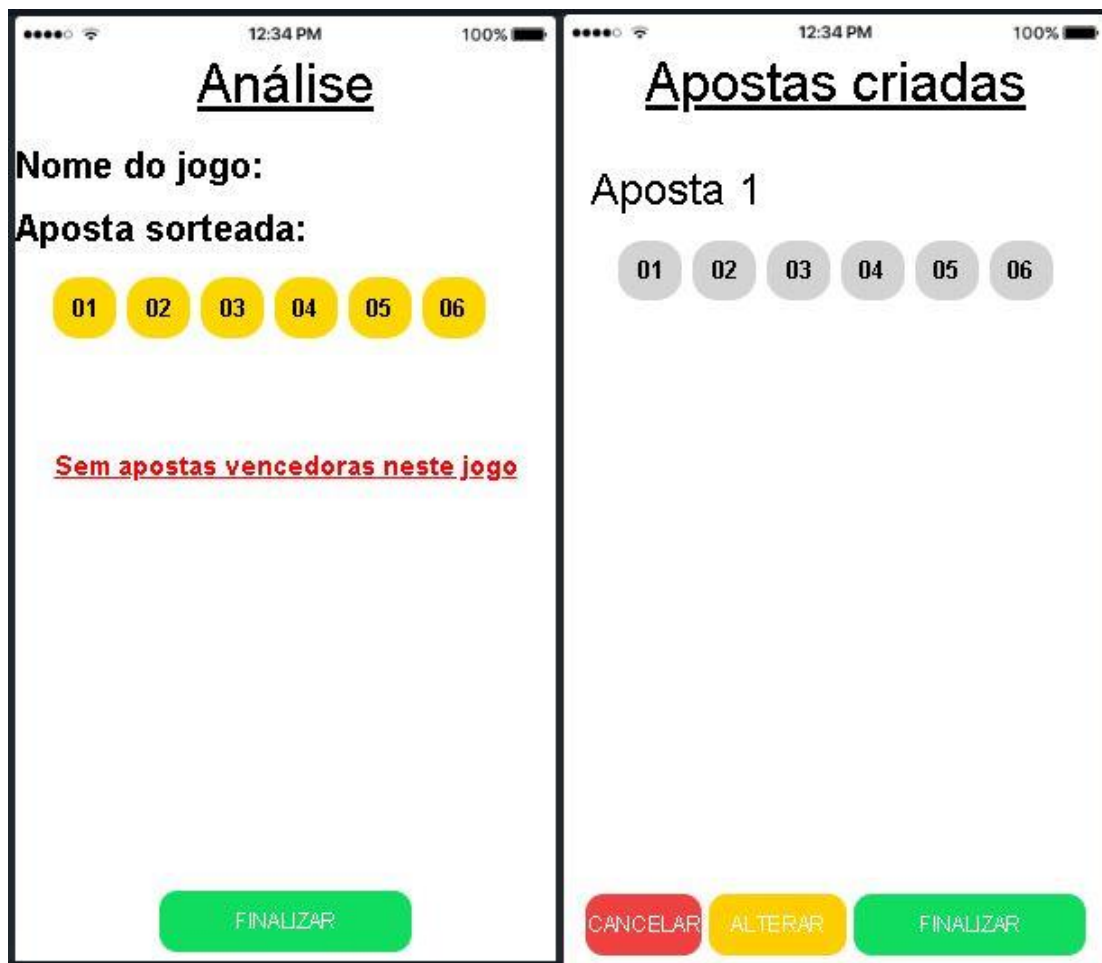 12:34 PM 100%
Análise
Nome do jogo:
Aposta sorteada:
01 02 03 04 05 06
Sem apostas vencedoras neste jogo
FINALIZAR
12:34 PM 100%
Apostas criadas
Aposta 1
01 02 03 04 05 06
CANCELAR ALTERAR FINALIZAR